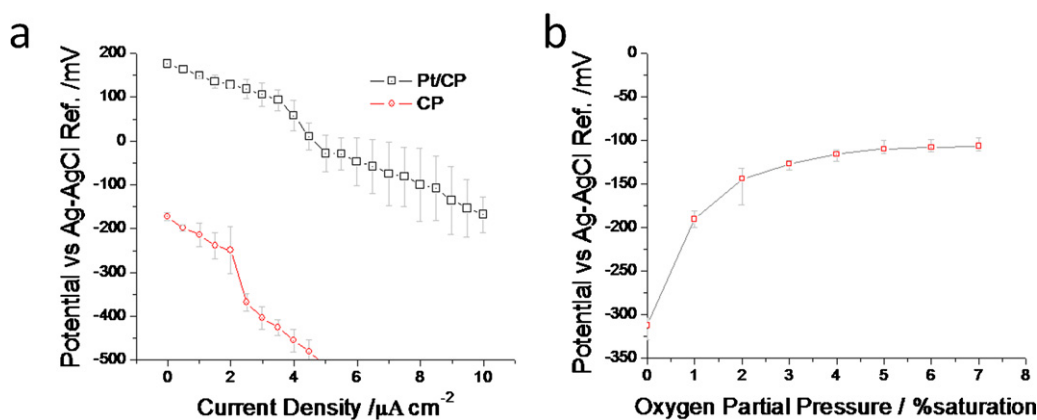 a
Potential vs Ag-AgCl Ref. /mV
200
100
0
-100
-200
-300
-400
-500
0 2 4 6 8 10
Current Density /µA cm⁻²
Pt/CP
CP
b
Potential vs Ag-AgCl Ref. /mV
0
-50
-100
-150
-200
-250
-300
-350
0 1 2 3 4 5 6 7 8
Oxygen Partial Pressure / %saturation